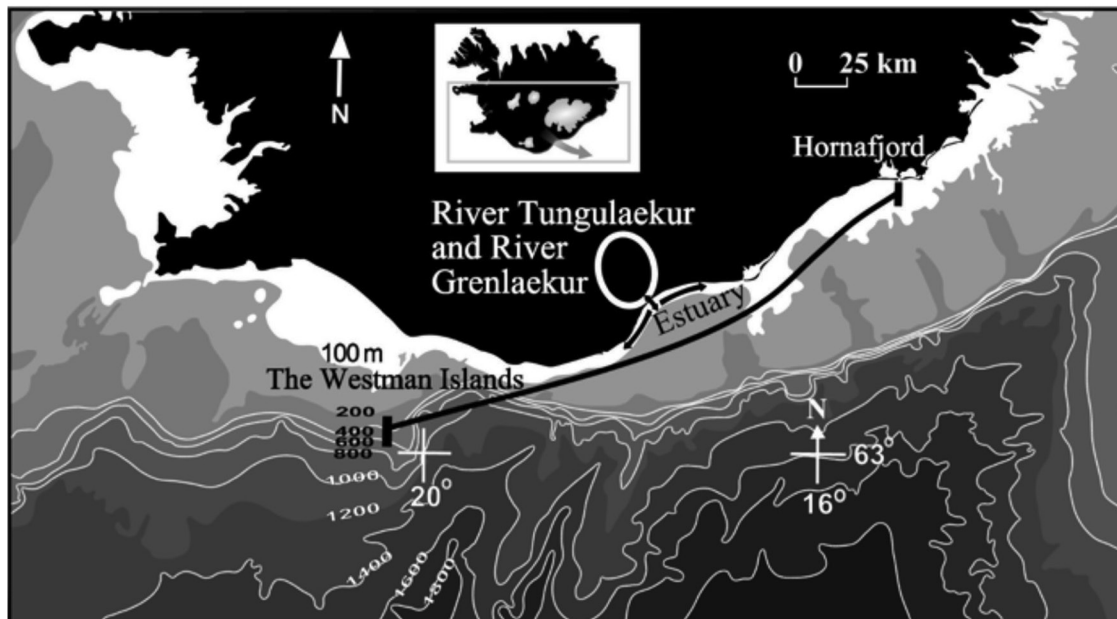 N
0 25 km
Hornafjord
River Tungulaekur
and River
Grenlaekur
Estuary
100 m
The Westman Islands
200
400
600
800
1000
1200
1400
1600
1800
20°
N
63°
16°